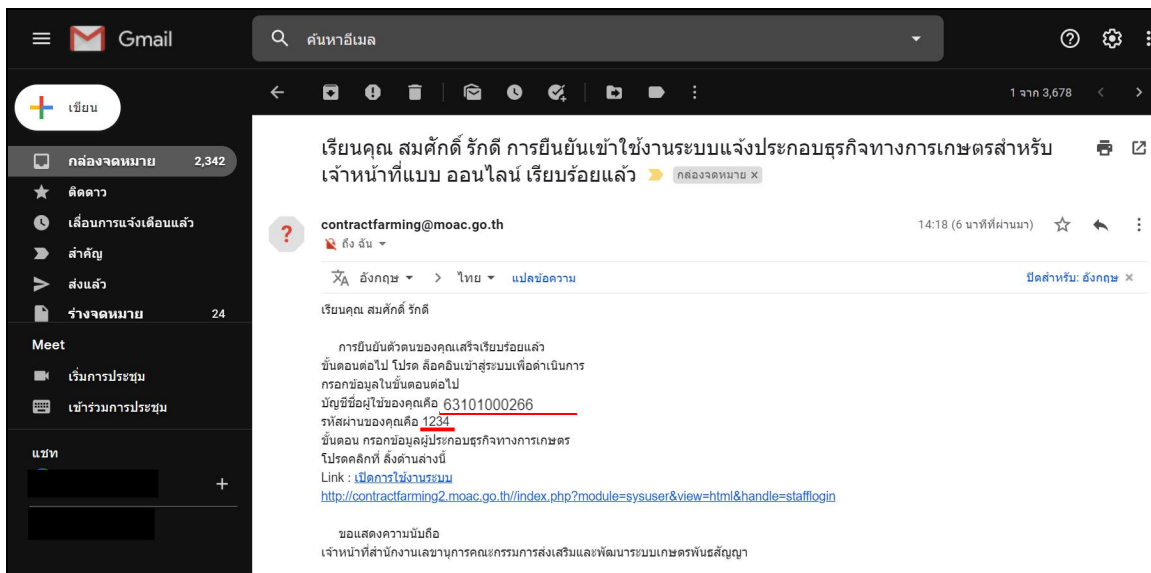 Gmail
ค้นหาอีเมล
เขียน
1 จาก 3,678
กล่องจดหมาย 2,342
ติดดาว
เลื่อนการแจ้งเตือนแล้ว
สำคัญ
ส่งแล้ว
ร่างจดหมาย 24
Meet
เริ่มการประชุม
เข้าร่วมการประชุม
แชท
เรียนคุณ สมศักดิ์ รักดี การยืนยันเข้าใช้งานระบบแจ้งประกอบธุรกิจทางการเกษตรสำหรับ
เจ้าหน้าที่แบบ ออนไลน์ เรียบร้อยแล้ว กล่องจดหมาย x
contractfarming@moac.go.th 14:18 (6 นาทีที่ผ่านมา)
ถึง ฉัน
อังกฤษ > ไทย แปลข้อความ ปิดสำหรับ: อังกฤษ x
เรียนคุณ สมศักดิ์ รักดี
การยืนยันตัวตนของคุณเสร็จเรียบร้อยแล้ว
ขั้นตอนต่อไป โปรด ล็อคอินเข้าสู่ระบบเพื่อดำเนินการ
กรอกข้อมูลในขั้นตอนต่อไป
บัญชีชื่อผู้ใช้ของคุณคือ 63101000266
รหัสผ่านของคุณคือ 1234
ขั้นตอน กรอกข้อมูลผู้ประกอบธุรกิจทางการเกษตร
โปรดคลิกที่ ลิ้งด้านล่างนี้
Link : เปิดการใช้งานระบบ
http://contractfarming2.moac.go.th//index.php?module=sysuser&view=html&handle=stafflogin
ขอแสดงความนับถือ
เจ้าหน้าที่สำนักงานเลขานุการคณะกรรมการส่งเสริมและพัฒนาระบบเกษตรพันธสัญญา